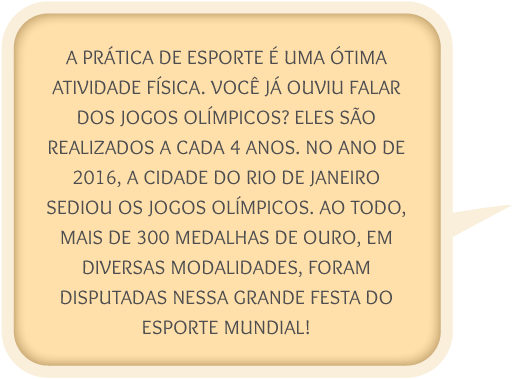 A PRÁTICA DE ESPORTE É UMA ÓTIMA
ATIVIDADE FÍSICA. VOCÊ JÁ OUVIU FALAR
DOS JOGOS OLÍMPICOS? ELES SÃO
REALIZADOS A CADA 4 ANOS. NO ANO DE
2016, A CIDADE DO RIO DE JANEIRO
SEDIOU OS JOGOS OLÍMPICOS. AO TODO,
MAIS DE 300 MEDALHAS DE OURO, EM
DIVERSAS MODALIDADES, FORAM
DISPUTADAS NESSA GRANDE FESTA DO
ESPORTE MUNDIAL!